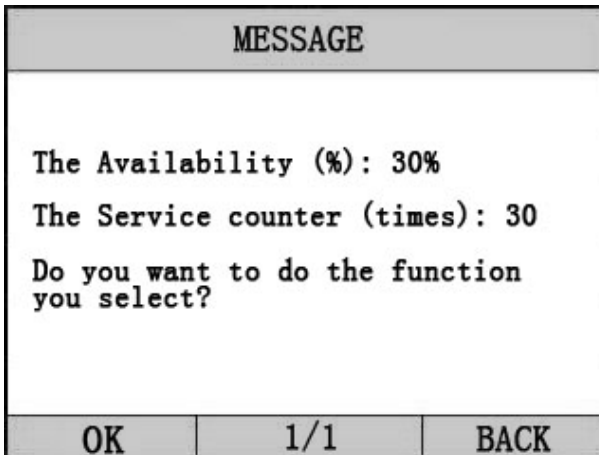 MESSAGE
The Availability (%): 30%
The Service counter (times): 30
Do you want to do the function
you select?
OK
1/1
BACK